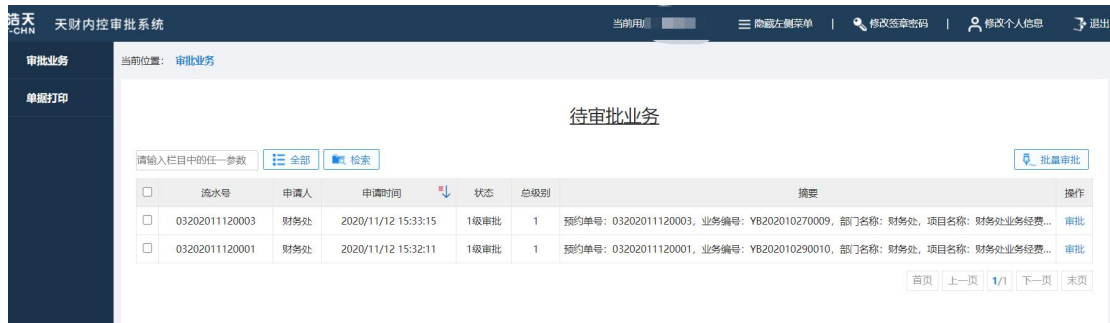 浩天 天财内控审批系统 当前用户 隐藏左侧菜单 | 修改签章密码 | 修改个人信息 退出
-CHN
审批业务 当前位置： 审批业务
单据打印
待审批业务
请输入栏目中的任一参数 全部 检索 批量审批
流水号 申请人 申请时间 状态 总级别 摘要 操作
03202011120003 财务处 2020/11/12 15:33:15 1级审批 1 预约单号：03202011120003，业务编号：YB202010270009，部门名称：财务处，项目名称：财务处业务经费... 审批
03202011120001 财务处 2020/11/12 15:32:11 1级审批 1 预约单号：03202011120001，业务编号：YB202010290010，部门名称：财务处，项目名称：财务处业务经费... 审批
首页 上一页 1/1 下一页 末页